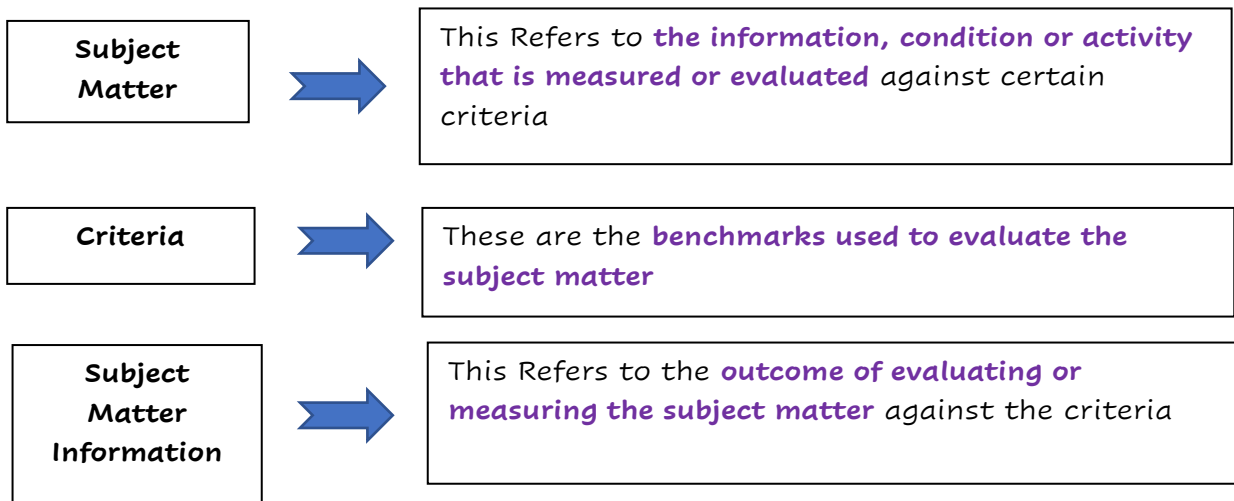 Subject
Matter
This Refers to the information, condition or activity
that is measured or evaluated against certain
criteria
Criteria
These are the benchmarks used to evaluate the
subject matter
Subject
Matter
Information
This Refers to the outcome of evaluating or
measuring the subject matter against the criteria